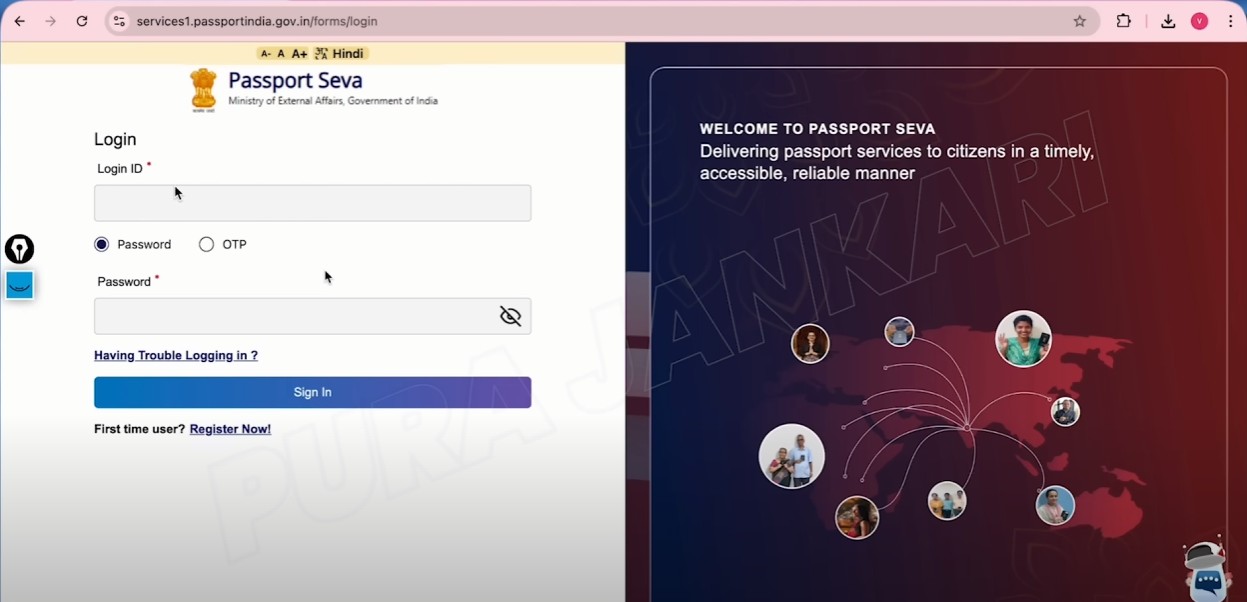 services1.passportindia.gov.in/forms/login
V
A- A A+ Hindi
Passport Seva
Ministry of External Affairs, Government of India
Login
Login ID *
Password OTP
Password *
Having Trouble Logging in ?
Sign In
First time user? Register Now!
WELCOME TO PASSPORT SEVA
Delivering passport services to citizens in a timely,
accessible, reliable manner
PURA JANKARI